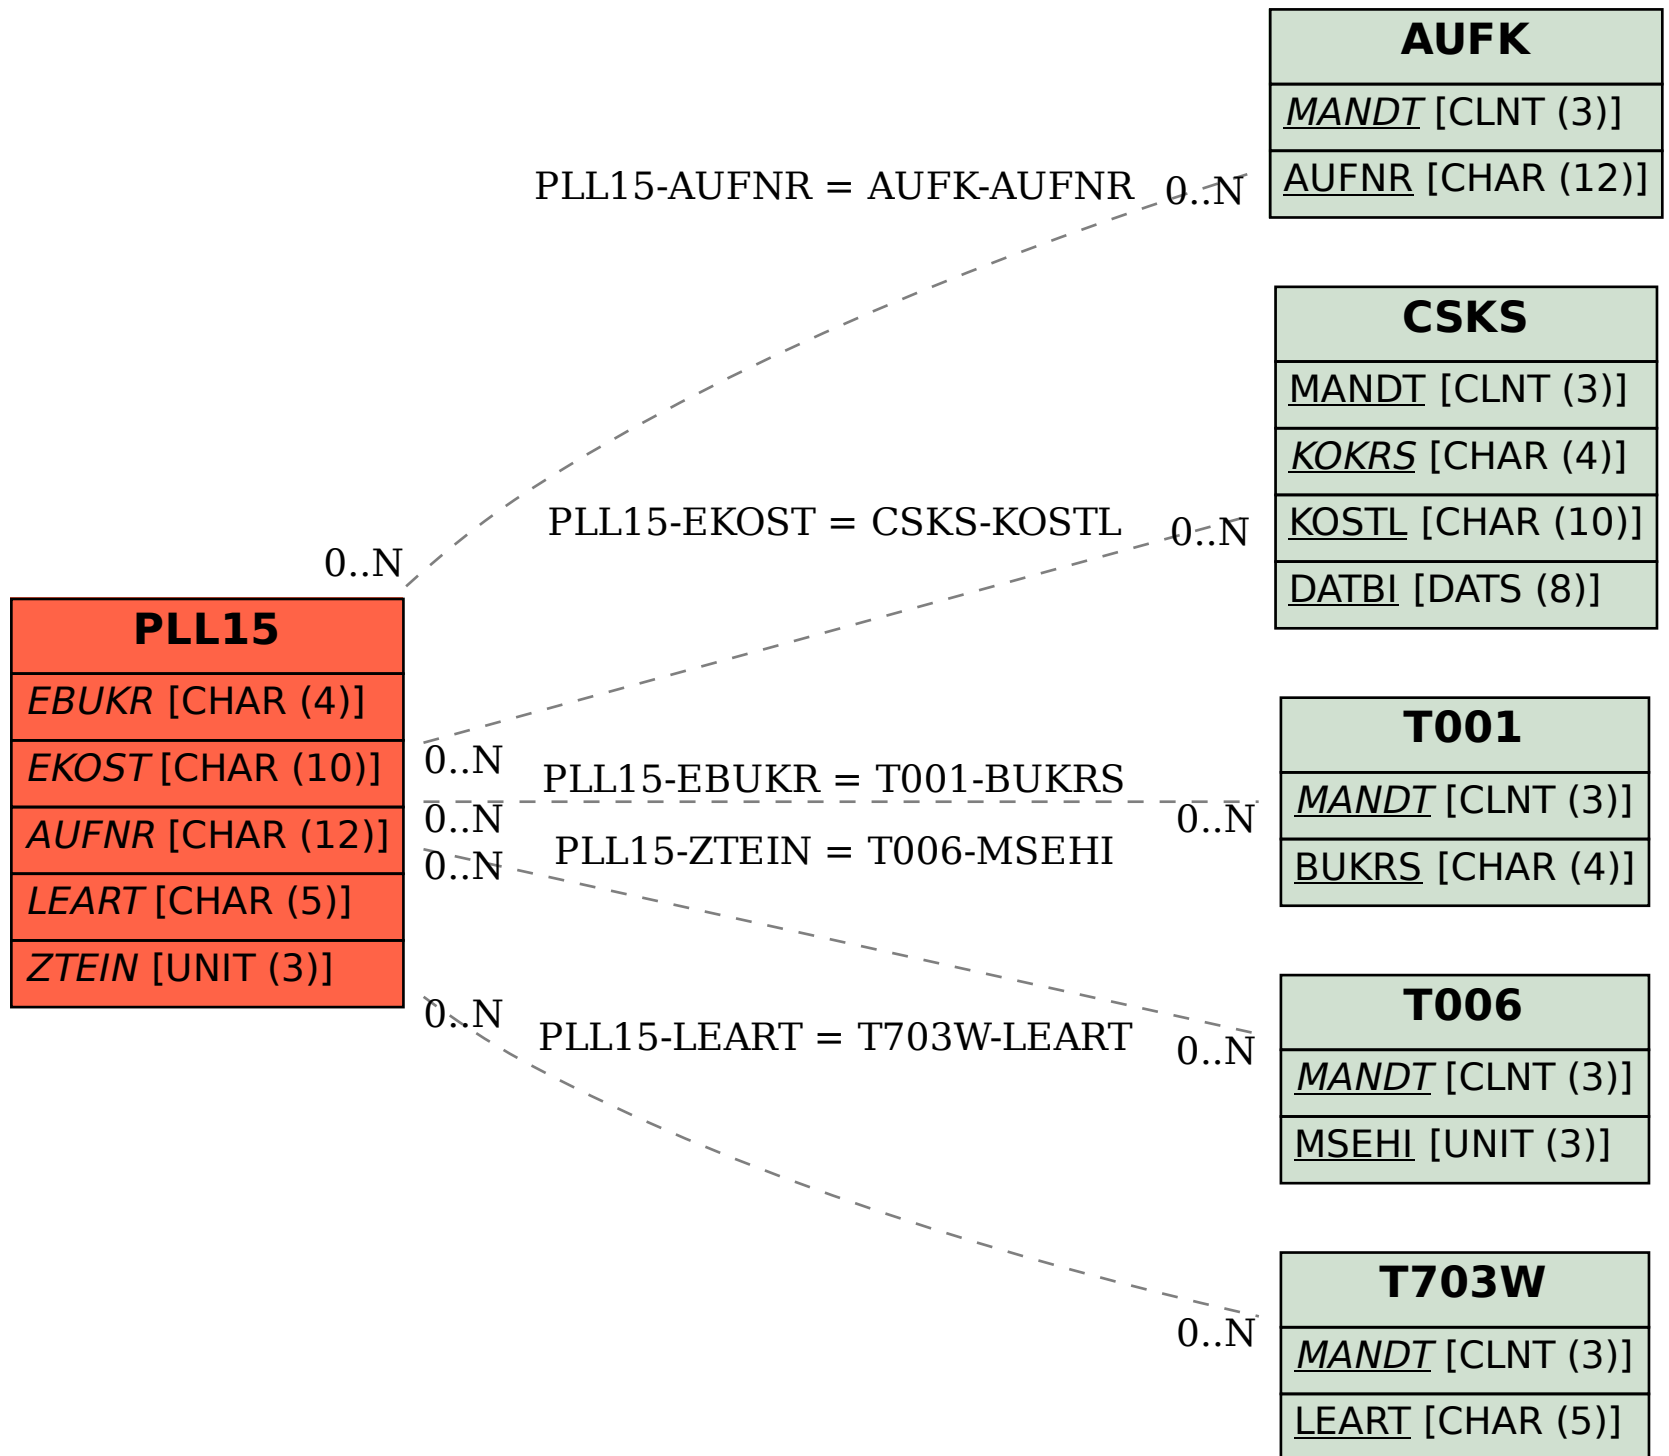 AUFK
MANDT [CLNT (3)]
AUFNR [CHAR (12)]
PLL15-AUFNR = AUFK-AUFNR
0..N
0..N
CSKS
MANDT [CLNT (3)]
KOKRS [CHAR (4)]
KOSTL [CHAR (10)]
DATBI [DATS (8)]
PLL15-EKOST = CSKS-KOSTL
0..N
0..N
PLL15
EBUKR [CHAR (4)]
EKOST [CHAR (10)]
AUFNR [CHAR (12)]
LEART [CHAR (5)]
ZTEIN [UNIT (3)]
PLL15-EBUKR = T001-BUKRS
0..N
0..N
T001
MANDT [CLNT (3)]
BUKRS [CHAR (4)]
PLL15-ZTEIN = T006-MSEHI
0..N
0..N
T006
MANDT [CLNT (3)]
MSEHI [UNIT (3)]
PLL15-LEART = T703W-LEART
0..N
0..N
T703W
MANDT [CLNT (3)]
LEART [CHAR (5)]